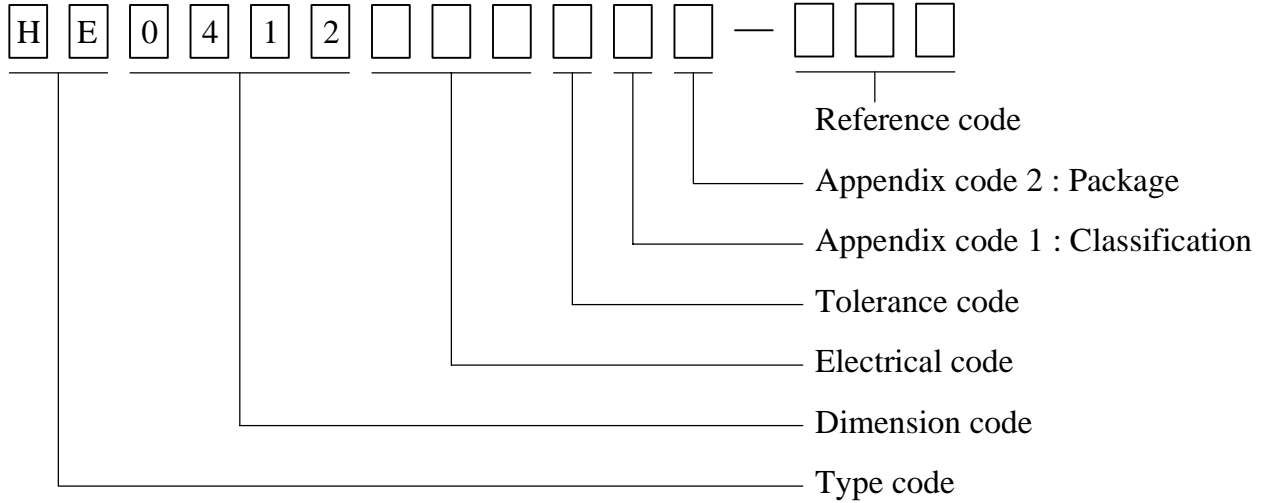 H E 0 4 1 2 —
Reference code
Appendix code 2 : Package
Appendix code 1 : Classification
Tolerance code
Electrical code
Dimension code
Type code